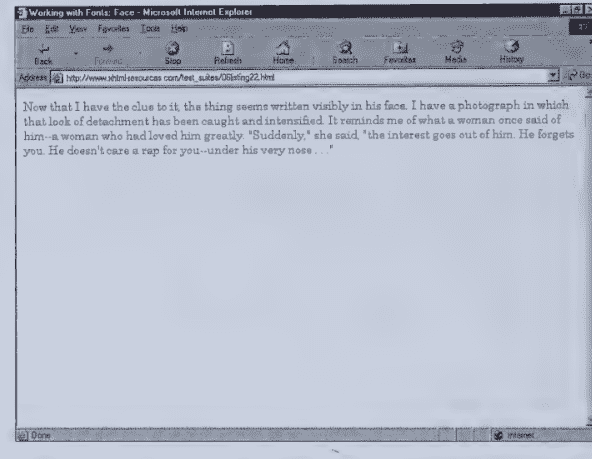 Working with Fonts: Face - Microsoft Internet Explorer
File Edit View Favorites Tools Help
Back Forward Stop Refresh Home Search Favorites Media History
Address http://www.xhtml-resources.com/test_suites/06listing22.html Go
Now that I have the clue to it, the thing seems written visibly in his face. I have a photograph in which
that look of detachment has been caught and intensified. It reminds me of what a woman once said of
him--a woman who had loved him greatly. "Suddenly," she said, "the interest goes out of him. He forgets
you. He doesn't care a rap for you--under his very nose . . ."
Done Internet